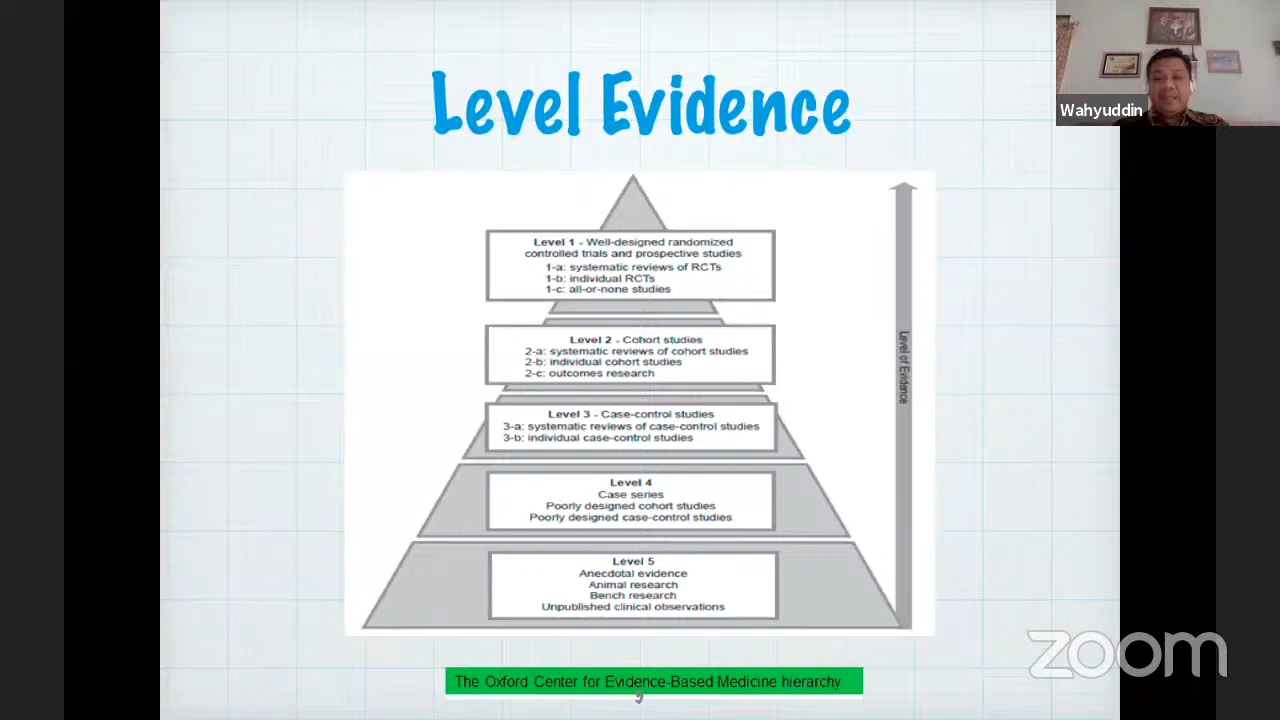 Level Evidence
Wahyuddin
Level 1 - Well-designed randomized
controlled trials and prospective studies
1-a: systematic reviews of RCTs
1-b: individual RCTs
1-c: all-or-none studies
Level 2 - Cohort studies
2-a: systematic reviews of cohort studies
2-b: individual cohort studies
2-c: outcomes research
Level 3 - Case-control studies
3-a: systematic reviews of case-control studies
3-b: individual case-control studies
Level 4
Case series
Poorly designed cohort studies
Poorly designed case-control studies
Level 5
Anecdotal evidence
Animal research
Bench research
Unpublished clinical observations
Level of Evidence
The Oxford Center for Evidence-Based Medicine hierarchy
zoom